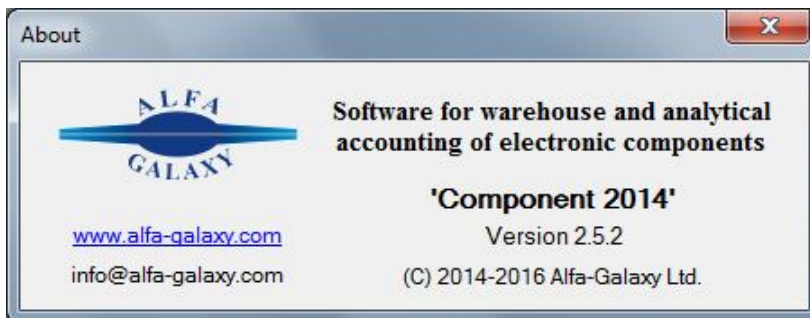 About
ALFA
GALAXY
Software for warehouse and analytical
accounting of electronic components
'Component 2014'
www.alfa-galaxy.com
Version 2.5.2
info@alfa-galaxy.com
(C) 2014-2016 Alfa-Galaxy Ltd.